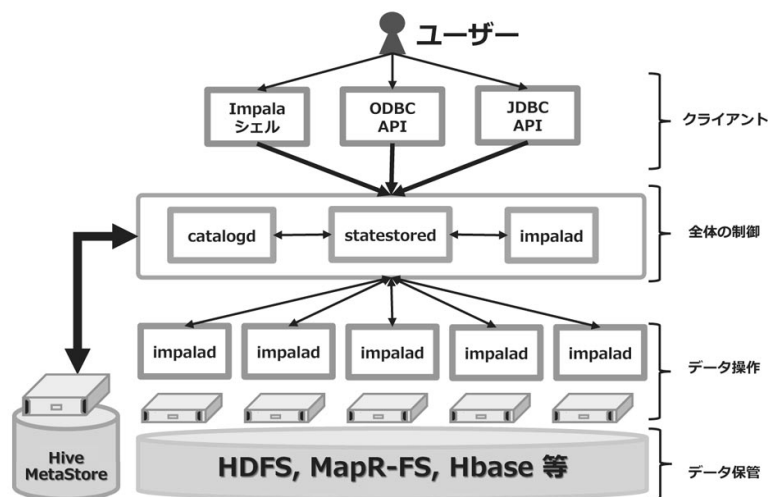 ユーザー
Impala
シェル
ODBC
API
JDBC
API
クライアント
catalogd
statestored
impalad
全体の制御
impalad
impalad
impalad
impalad
impalad
データ操作
Hive
MetaStore
HDFS, MapR-FS, Hbase 等
データ保管